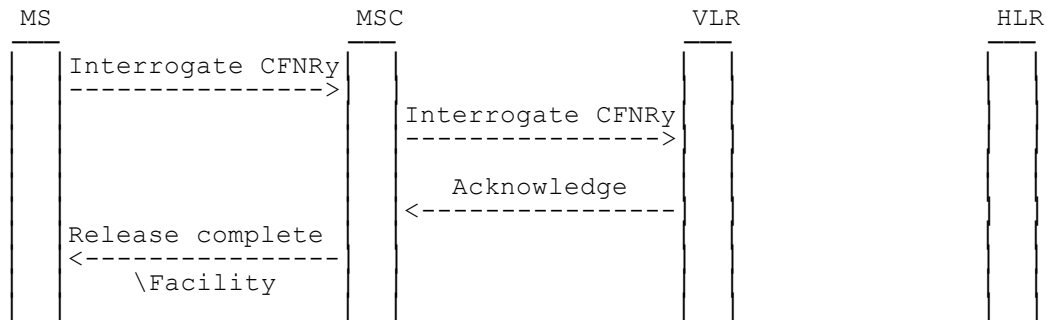 MS MSC VLR HLR
Interrogate CFNRy
---------------->
Interrogate CFNRy
---------------->
Acknowledge
<----------------
Release complete
<----------------
\Facility